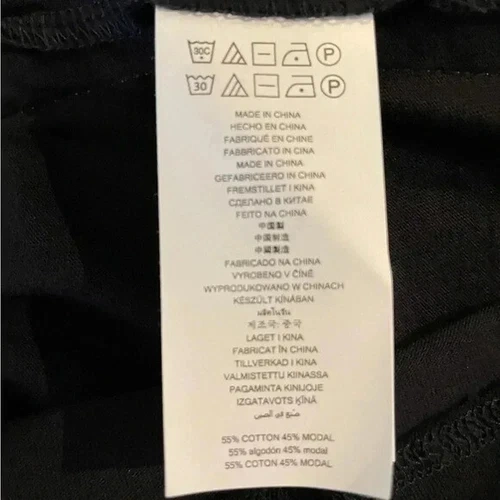 30C P
30 P
MADE IN CHINA
HECHO EN CHINA
FABRIQUÉ EN CHINE
FABBRICATO IN CINA
MADE IN CHINA
GEFABRICEERD IN CHINA
FREMSTILLET I KINA
СДЕЛАНО В КИТАЕ
FEITO NA CHINA
中国製
中国制造
中國製造
FABRICADO NA CHINA
VYROBENO V ČÍNĚ
WYPRODUKOWANO W CHINACH
KÉSZÜLT KÍNÁBAN
ผลิตในจีน
제조국: 중국
LAGET I KINA
FABRICAT ÎN CHINA
TILLVERKAD I KINA
VALMISTETTU KIINASSA
PAGAMINTA KINIJOJE
IZGATAVOTS ĶĪNĀ
صنع في الصين
55% COTTON 45% MODAL
55% algodón 45% modal
55% COTON 45% MODAL